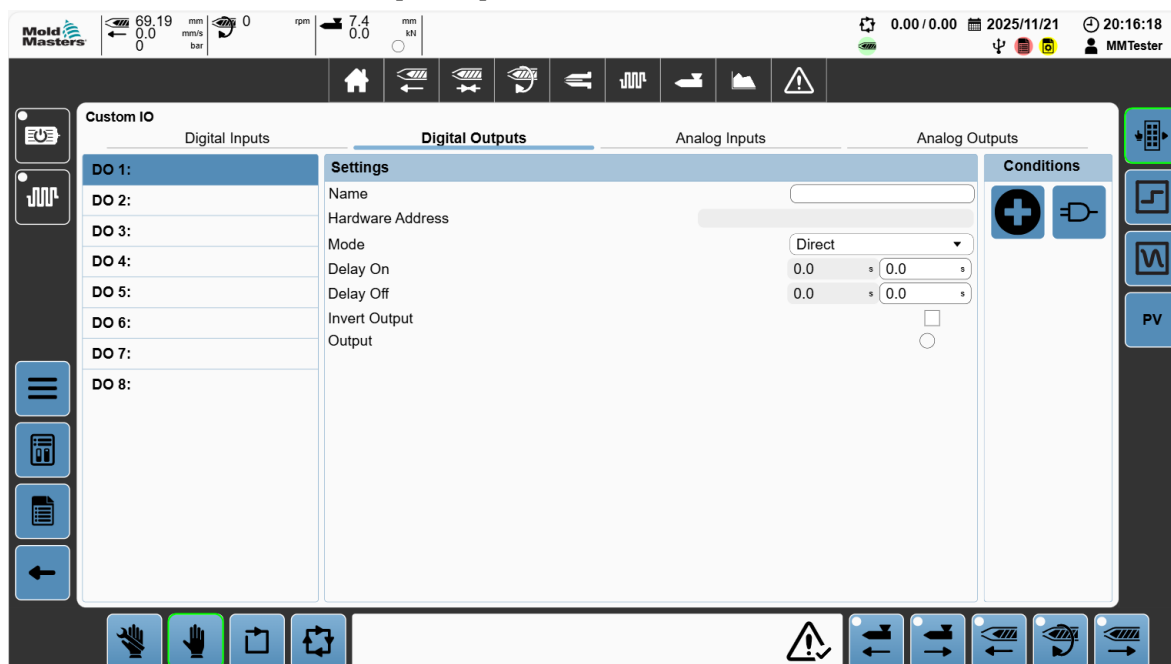 Mold Masters
69.19 mm
0.0 mm/s
0 bar
0 rpm
7.4 mm
0.0 kN
0.00 / 0.00
2025/11/21
20:16:18
MMTester
Custom IO
Digital Inputs
Digital Outputs
Analog Inputs
Analog Outputs
DO 1:
DO 2:
DO 3:
DO 4:
DO 5:
DO 6:
DO 7:
DO 8:
Settings
Name
Hardware Address
Mode Direct
Delay On 0.0 s 0.0 s
Delay Off 0.0 s 0.0 s
Invert Output
Output
Conditions
PV